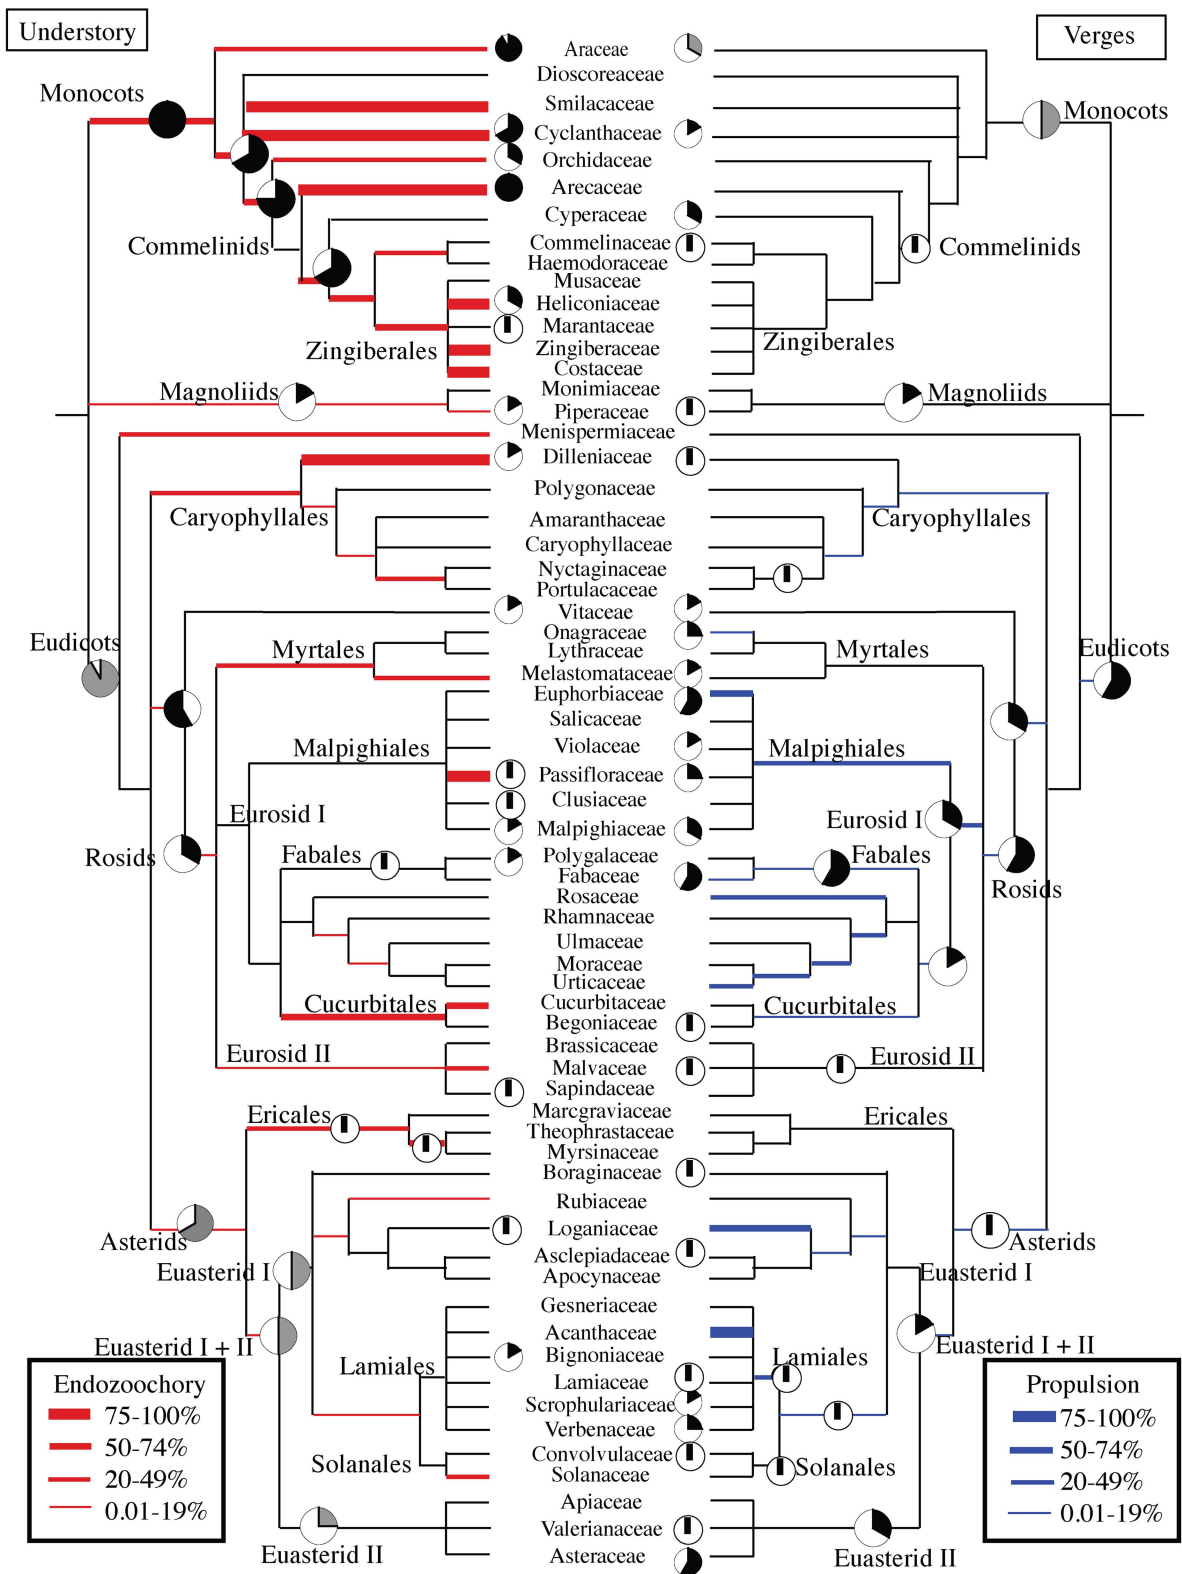 Understory
Verges
Araceae
Dioscoreaceae
Monocots
Smilacaceae
Monocots
Cyclanthaceae
Orchidaceae
Arecaceae
Cyperaceae
Commelinids
Commelinaceae
Commelinids
Haemodoraceae
Musaceae
Heliconiaceae
Marantaceae
Zingiberales
Zingiberaceae
Zingiberales
Costaceae
Magnoliids
Monimiaceae
Magnoliids
Piperaceae
Menispermiaceae
Dilleniaceae
Polygonaceae
Caryophyllales
Amaranthaceae
Caryophyllales
Caryophyllaceae
Nyctaginaceae
Portulacaceae
Vitaceae
Eudicots
Onagraceae
Eudicots
Myrtales
Lythraceae
Myrtales
Melastomataceae
Euphorbiaceae
Salicaceae
Malpighiales
Violaceae
Malpighiales
Passifloraceae
Clusiaceae
Eurosid I
Malpighiaceae
Eurosid I
Rosids
Fabales
Polygalaceae
Fabales
Fabaceae
Rosids
Rosaceae
Rhamnaceae
Ulmaceae
Moraceae
Urticaceae
Cucurbitales
Cucurbitaceae
Cucurbitales
Begoniaceae
Brassicaceae
Eurosid II
Malvaceae
Eurosid II
Sapindaceae
Ericales
Marcgraviaceae
Ericales
Theophrastaceae
Myrsinaceae
Boraginaceae
Rubiaceae
Asterids
Loganiaceae
Asterids
Asclepiadaceae
Euasterid I
Apocynaceae
Euasterid I
Gesneriaceae
Euasterid I + II
Acanthaceae
Euasterid I + II
Lamiales
Bignoniaceae
Lamiales
Lamiaceae
Scrophulariaceae
Verbenaceae
Solanales
Convolvulaceae
Solanales
Solanaceae
Apiaceae
Valerianaceae
Euasterid II
Asteraceae
Euasterid II
Endozoochory
75-100%
50-74%
20-49%
0.01-19%
Propulsion
75-100%
50-74%
20-49%
0.01-19%